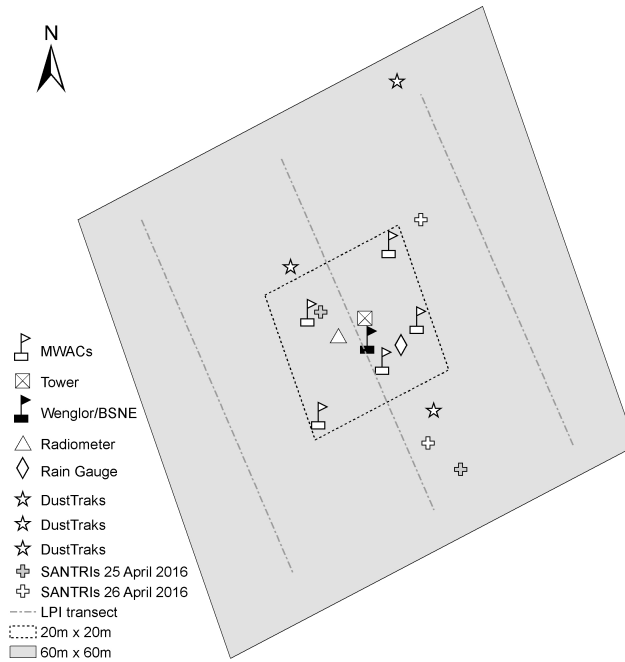 N
MWACs
Tower
Wenglor/BSNE
Radiometer
Rain Gauge
DustTraks
DustTraks
DustTraks
SANTRIs 25 April 2016
SANTRIs 26 April 2016
LPI transect
20m x 20m
60m x 60m